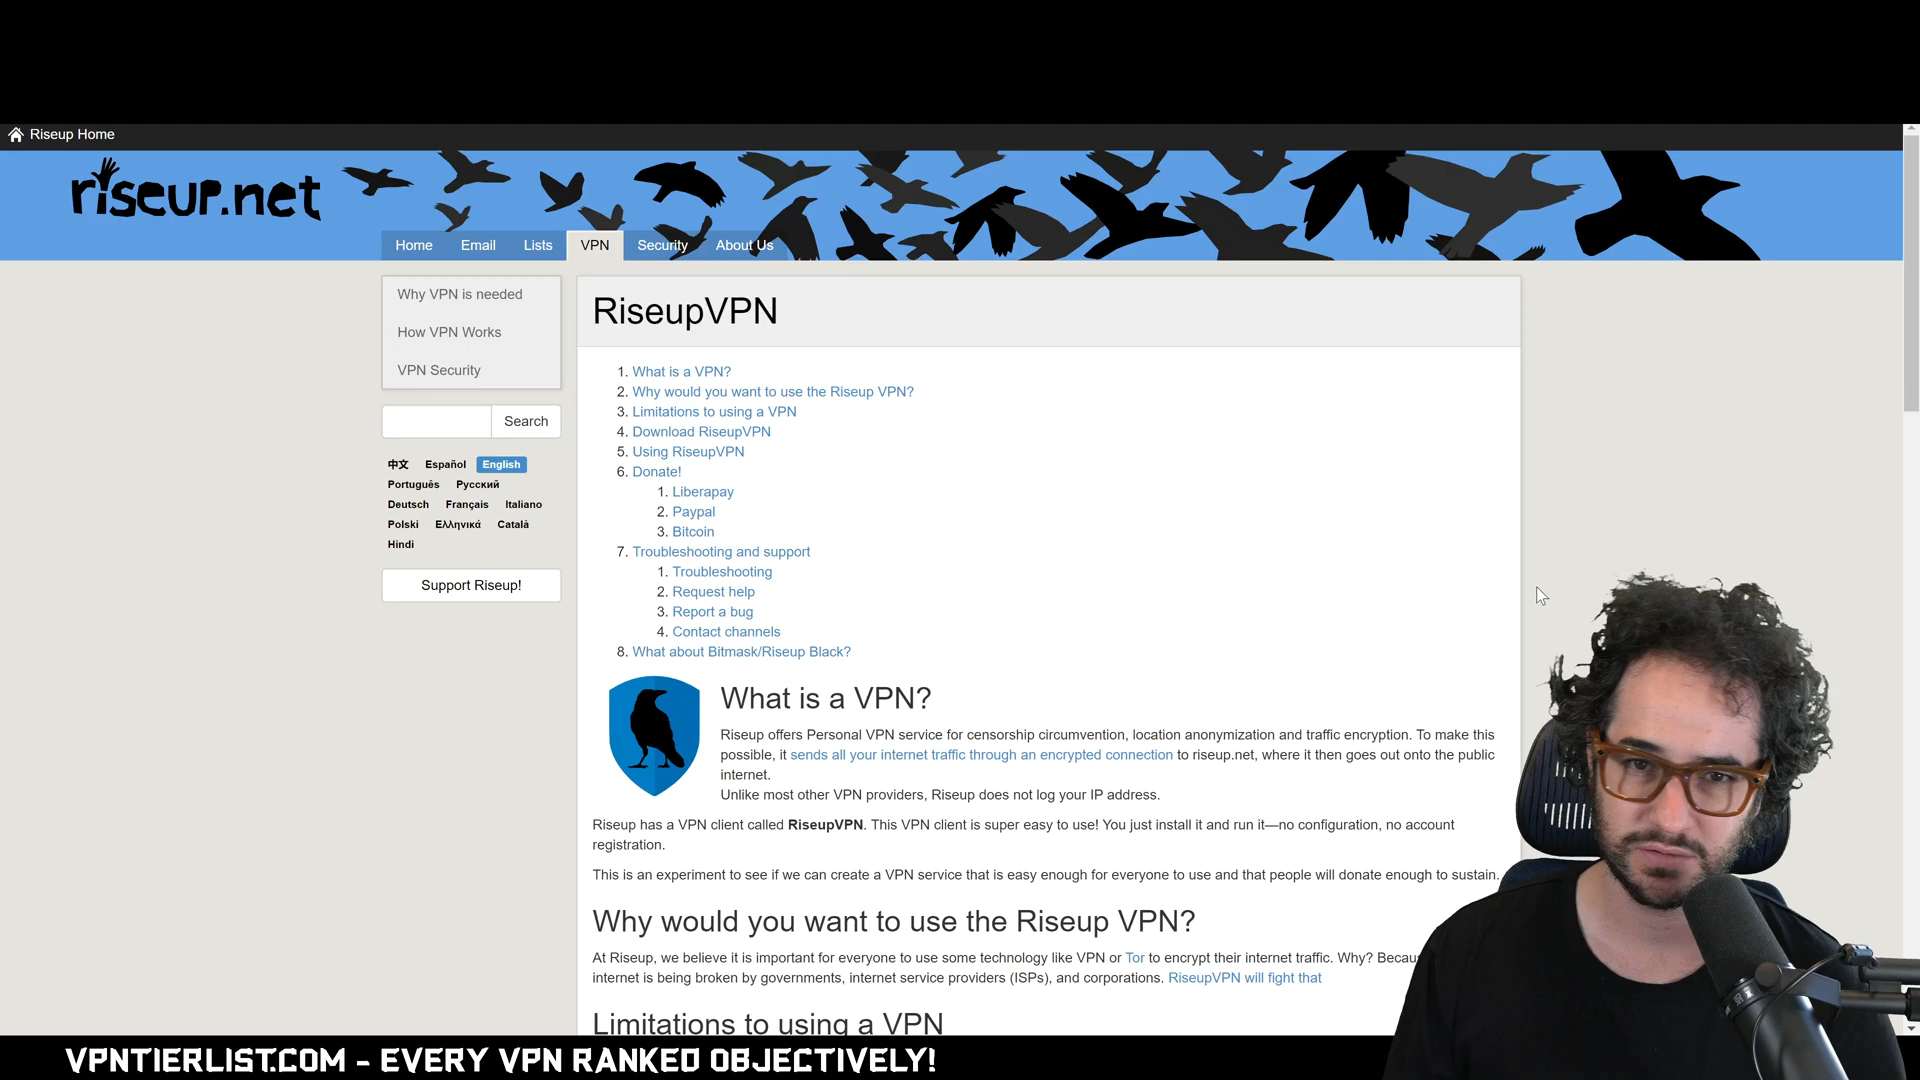 Riseup Home
riseup.net
Home Email Lists VPN Security About Us
Why VPN is needed
How VPN Works
VPN Security
Search
中文 Español English
Português Русский
Deutsch Français Italiano
Polski Ελληνικά Català
Hindi
Support Riseup!
RiseupVPN
1. What is a VPN?
2. Why would you want to use the Riseup VPN?
3. Limitations to using a VPN
4. Download RiseupVPN
5. Using RiseupVPN
6. Donate!
1. Liberapay
2. Paypal
3. Bitcoin
7. Troubleshooting and support
1. Troubleshooting
2. Request help
3. Report a bug
4. Contact channels
8. What about Bitmask/Riseup Black?
What is a VPN?
Riseup offers Personal VPN service for censorship circumvention, location anonymization and traffic encryption. To make this
possible, it sends all your internet traffic through an encrypted connection to riseup.net, where it then goes out onto the public
internet.
Unlike most other VPN providers, Riseup does not log your IP address.
Riseup has a VPN client called RiseupVPN. This VPN client is super easy to use! You just install it and run it—no configuration, no account
registration.
This is an experiment to see if we can create a VPN service that is easy enough for everyone to use and that people will donate enough to sustain.
Why would you want to use the Riseup VPN?
At Riseup, we believe it is important for everyone to use some technology like VPN or Tor to encrypt their internet traffic. Why?
internet is being broken by governments, internet service providers (ISPs), and corporations. RiseupVPN will fight that
Limitations to using a VPN
VPNTIERLIST.COM - EVERY VPN RANKED OBJECTIVELY!